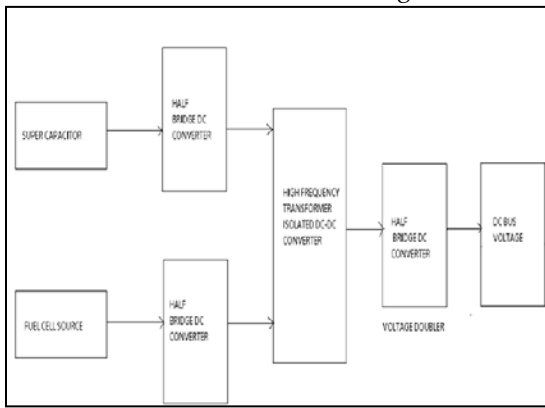 SUPER CAPACITOR
HALF
BRIDGE DC
CONVERTER
HIGH FREQUENCY
TRANSFORMER
ISOLATED DC-DC
CONVERTER
HALF
BRIDGE DC
CONVERTER
DC BUS
VOLTAGE
FUEL CELL SOURCE
HALF
BRIDGE DC
CONVERTER
VOLTAGE DOUBLER